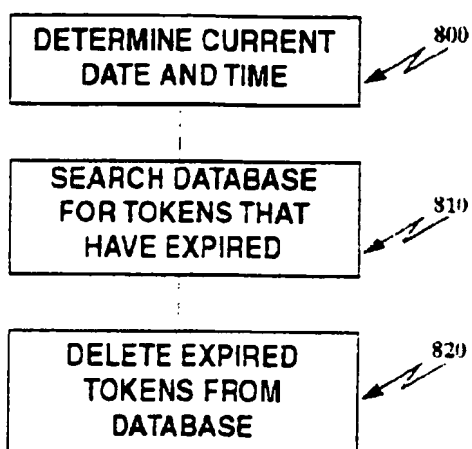 DETERMINE CURRENT
DATE AND TIME
800
SEARCH DATABASE
FOR TOKENS THAT
HAVE EXPIRED
810
DELETE EXPIRED
TOKENS FROM
DATABASE
820